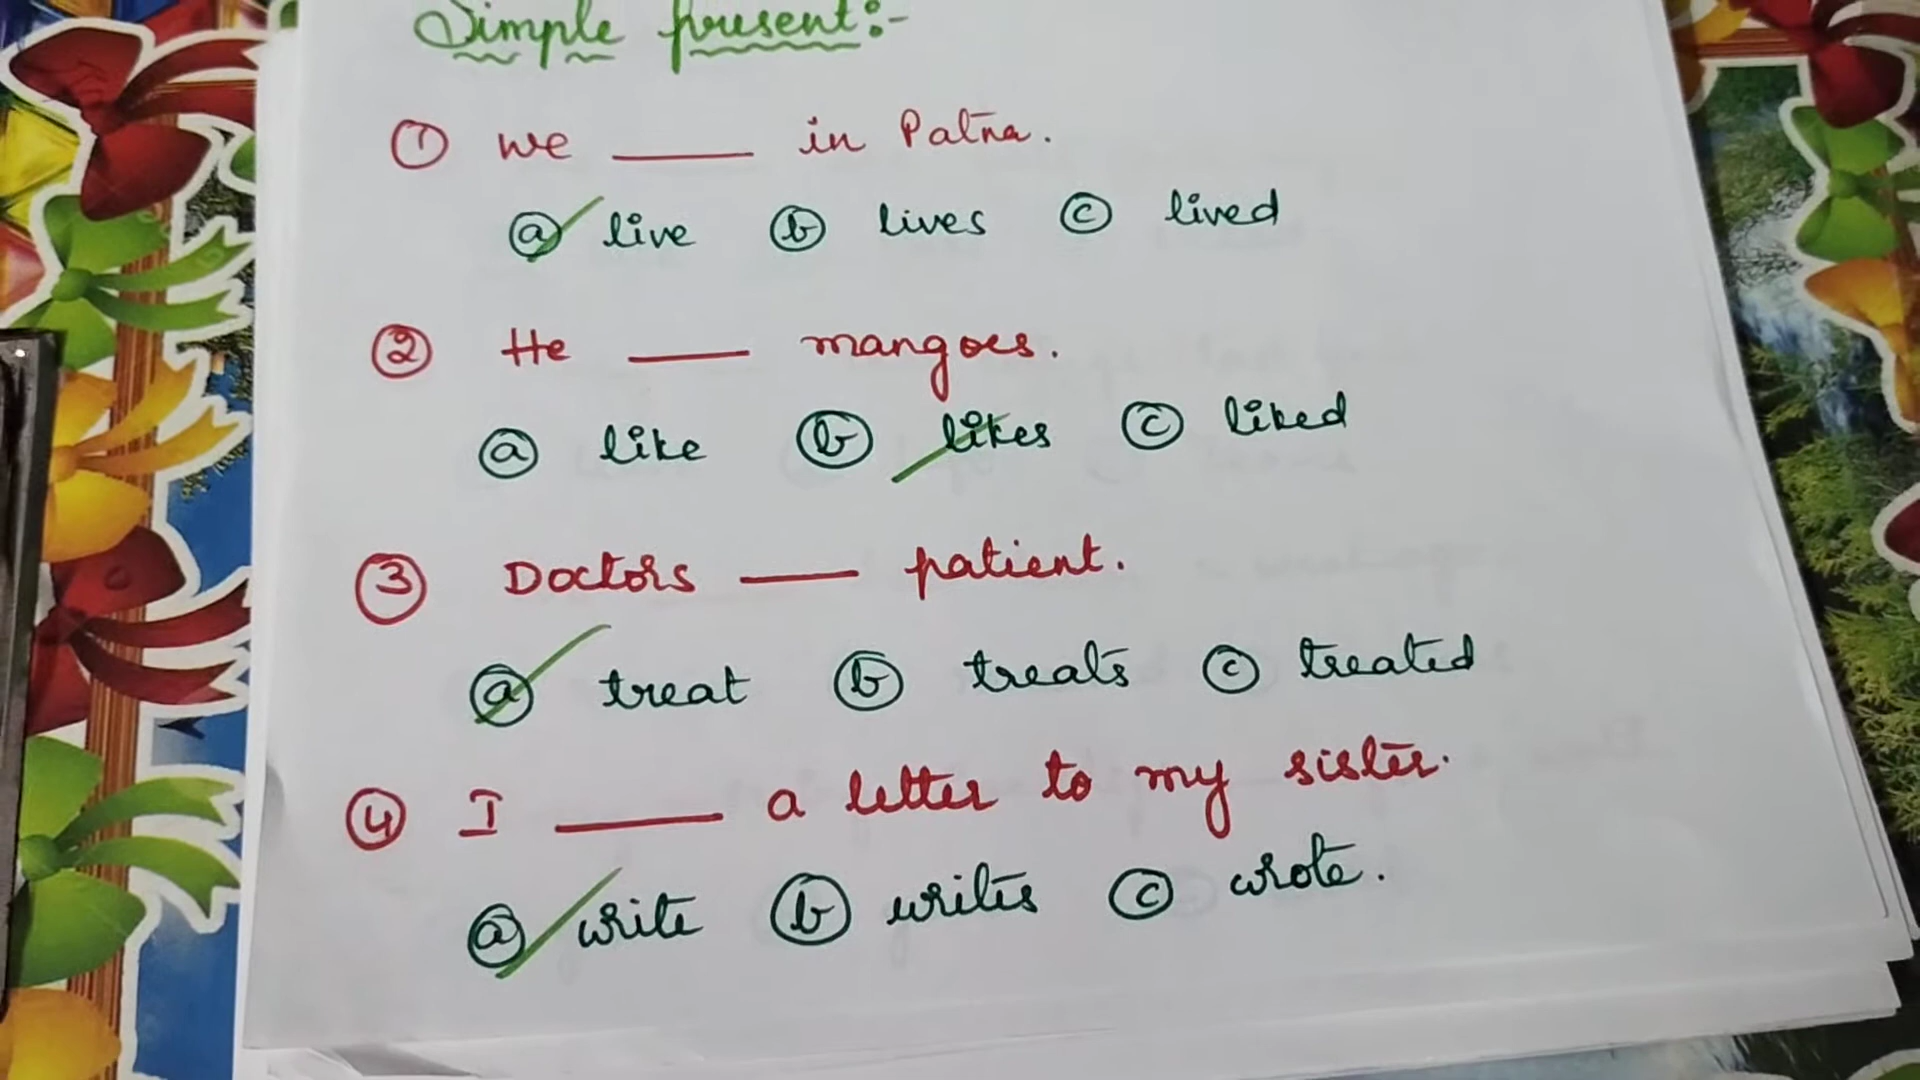 Simple present:-
① we ____ in Patna.
ⓐ live ⓑ lives ⓒ lived
② He ____ mangoes.
ⓐ like ⓑ likes ⓒ liked
③ Doctors ____ patient.
ⓐ treat ⓑ treats ⓒ treated
④ I ____ a letter to my sister.
ⓐ write ⓑ writes ⓒ wrote.